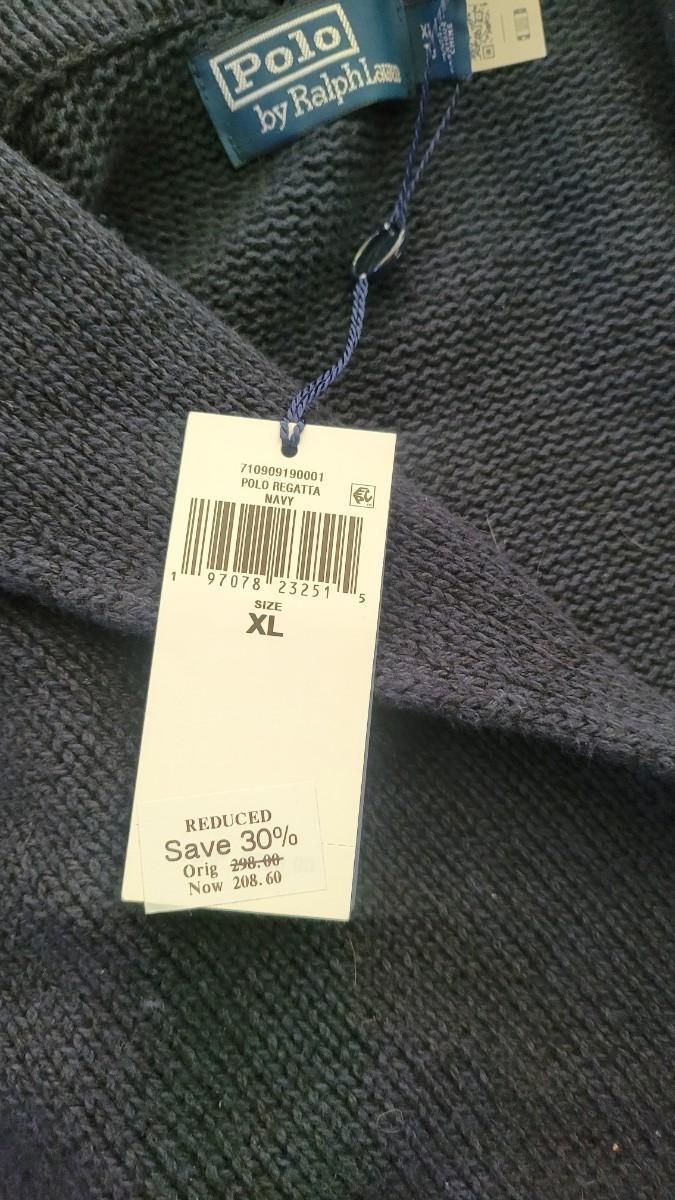 Polo
by Ralph Lauren
XL
710909190001
POLO REGATTA
NAVY
1 97078 23251 5
SIZE
XL
REDUCED
Save 30%
Orig 298.00
Now 208.60